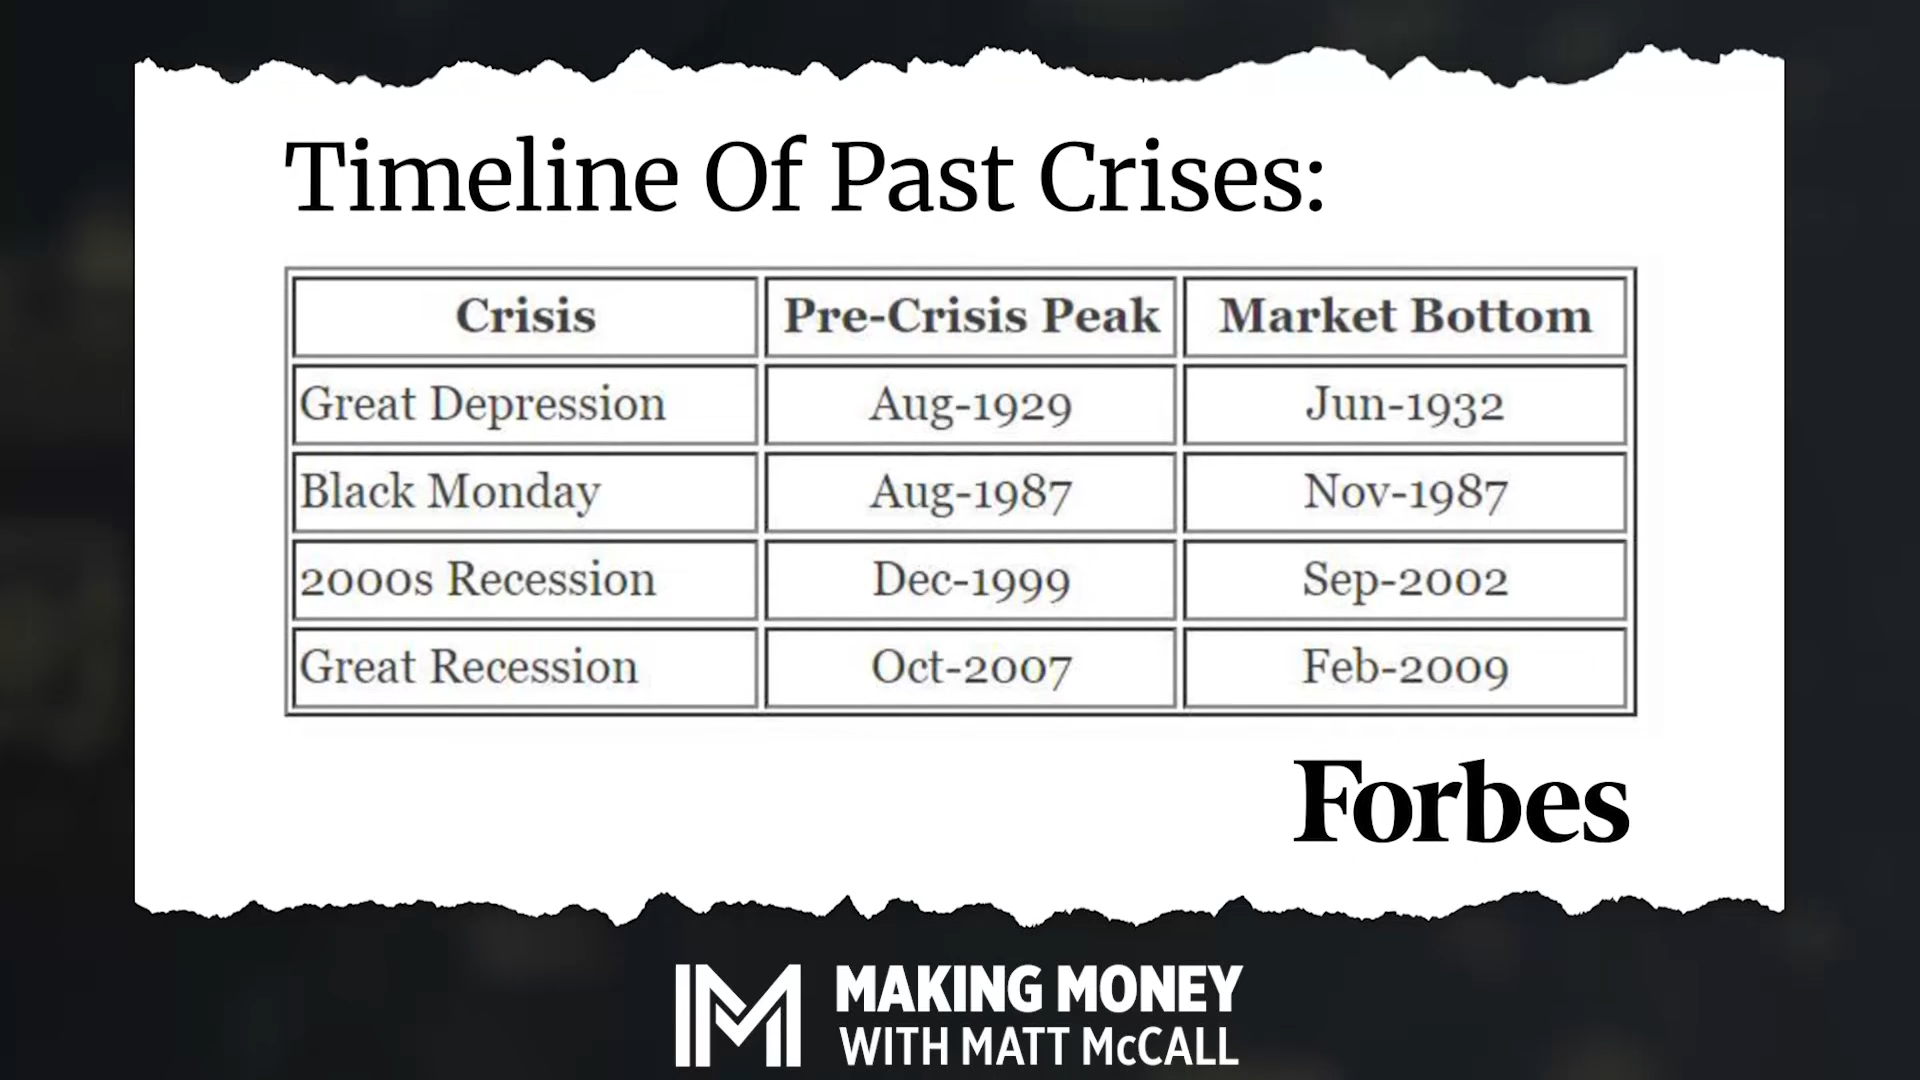 Timeline Of Past Crises:
Crisis Pre-Crisis Peak Market Bottom
Great Depression Aug-1929 Jun-1932
Black Monday Aug-1987 Nov-1987
2000s Recession Dec-1999 Sep-2002
Great Recession Oct-2007 Feb-2009
Forbes
MAKING MONEY
WITH MATT McCALL